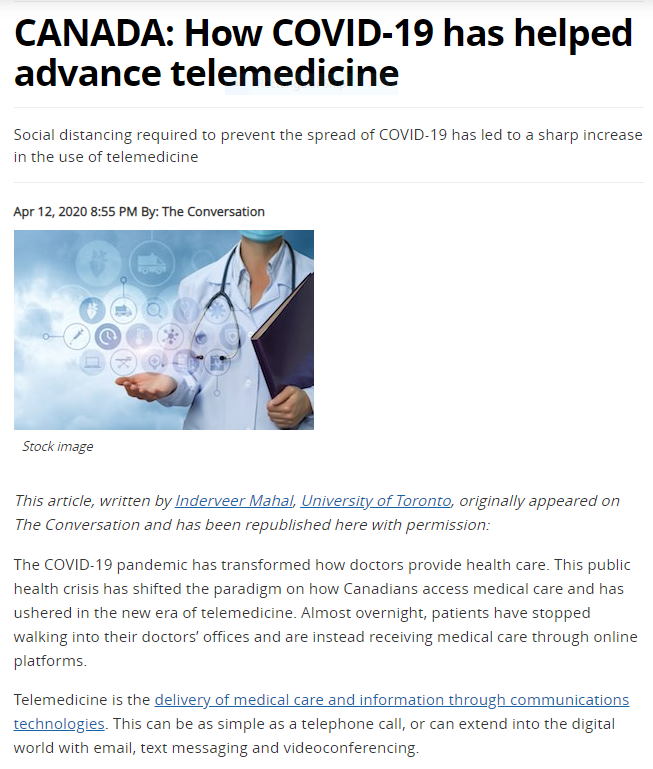 CANADA: How COVID-19 has helped
advance telemedicine
Social distancing required to prevent the spread of COVID-19 has led to a sharp increase
in the use of telemedicine
Apr 12, 2020 8:55 PM By: The Conversation
Stock image
This article, written by Inderveer Mahal, University of Toronto, originally appeared on
The Conversation and has been republished here with permission:
The COVID-19 pandemic has transformed how doctors provide health care. This public
health crisis has shifted the paradigm on how Canadians access medical care and has
ushered in the new era of telemedicine. Almost overnight, patients have stopped
walking into their doctors’ offices and are instead receiving medical care through online
platforms.
Telemedicine is the delivery of medical care and information through communications
technologies. This can be as simple as a telephone call, or can extend into the digital
world with email, text messaging and videoconferencing.